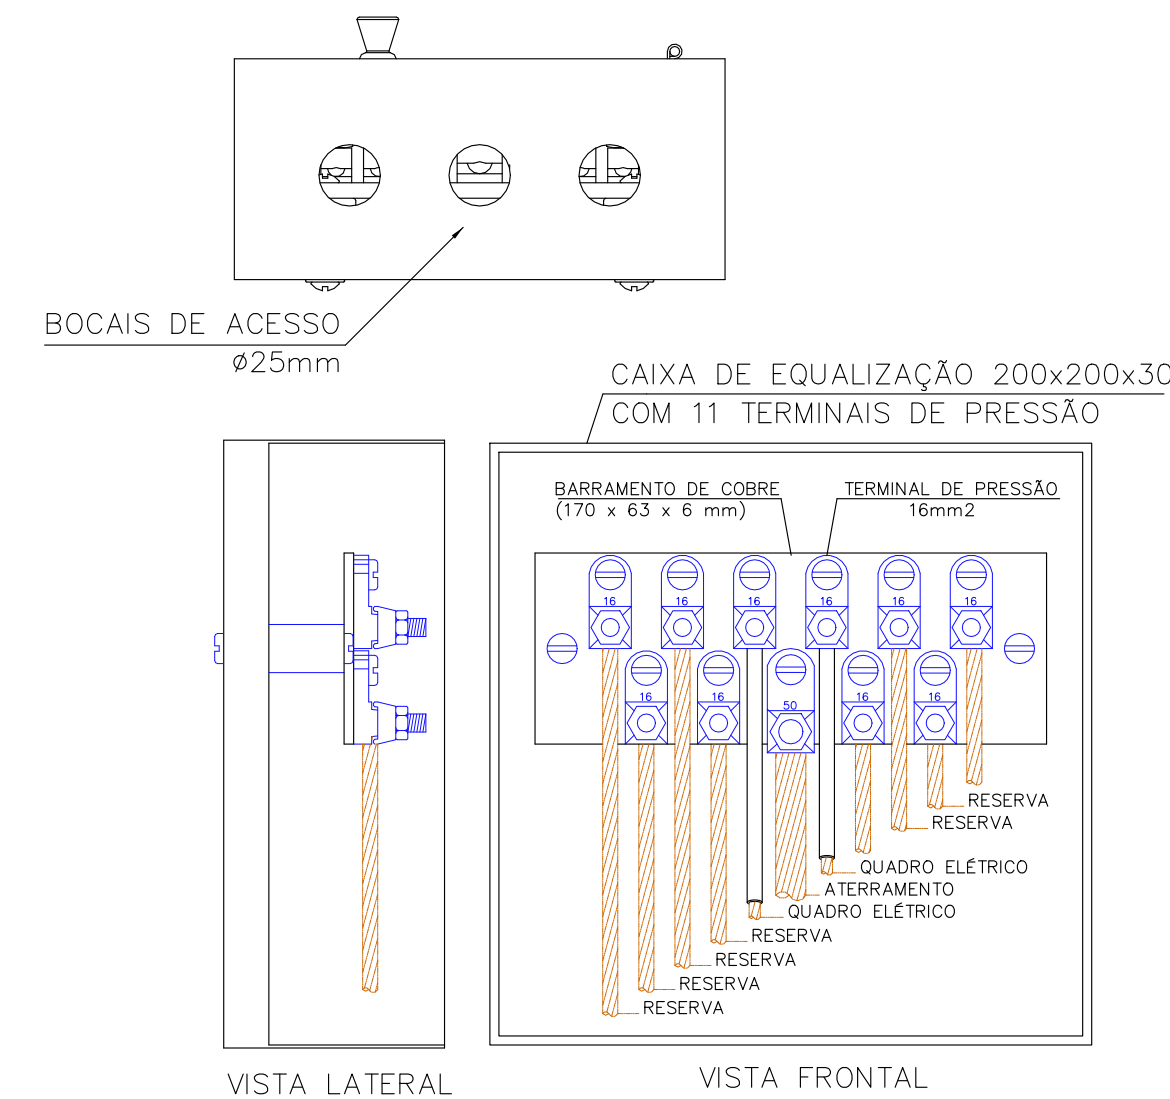 BOCAIS DE ACESSO
ø25mm
CAIXA DE EQUALIZAÇÃO 200x200x30
COM 11 TERMINAIS DE PRESSÃO
BARRAMENTO DE COBRE
(170 x 63 x 6 mm)
TERMINAL DE PRESSÃO
16mm2
16 16 16 16 16 16
16 16 50 16 16
RESERVA
RESERVA
QUADRO ELÉTRICO
ATERRAMENTO
QUADRO ELÉTRICO
RESERVA
RESERVA
RESERVA
RESERVA
VISTA LATERAL
VISTA FRONTAL